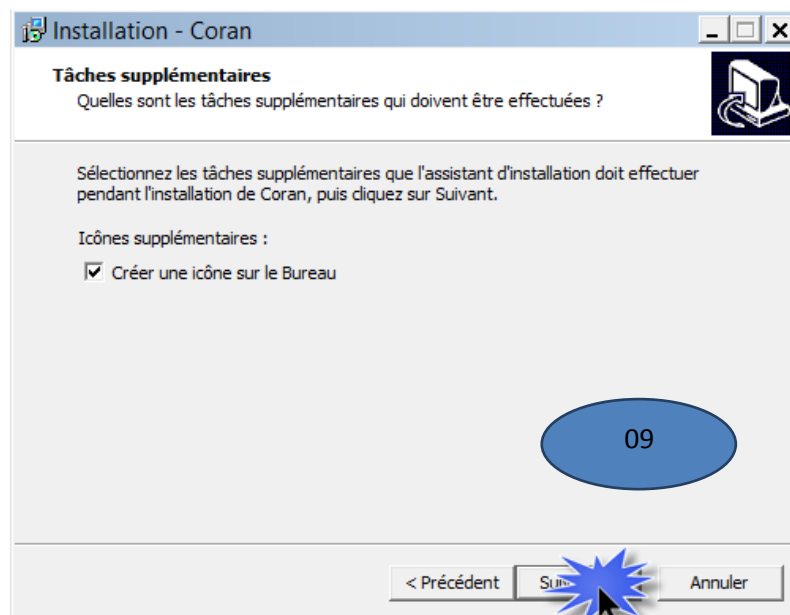 Installation - Coran
Tâches supplémentaires
Quelles sont les tâches supplémentaires qui doivent être effectuées ?
Sélectionnez les tâches supplémentaires que l'assistant d'installation doit effectuer
pendant l'installation de Coran, puis cliquez sur Suivant.
Icônes supplémentaires :
Créer une icône sur le Bureau
09
< Précédent
Annuler